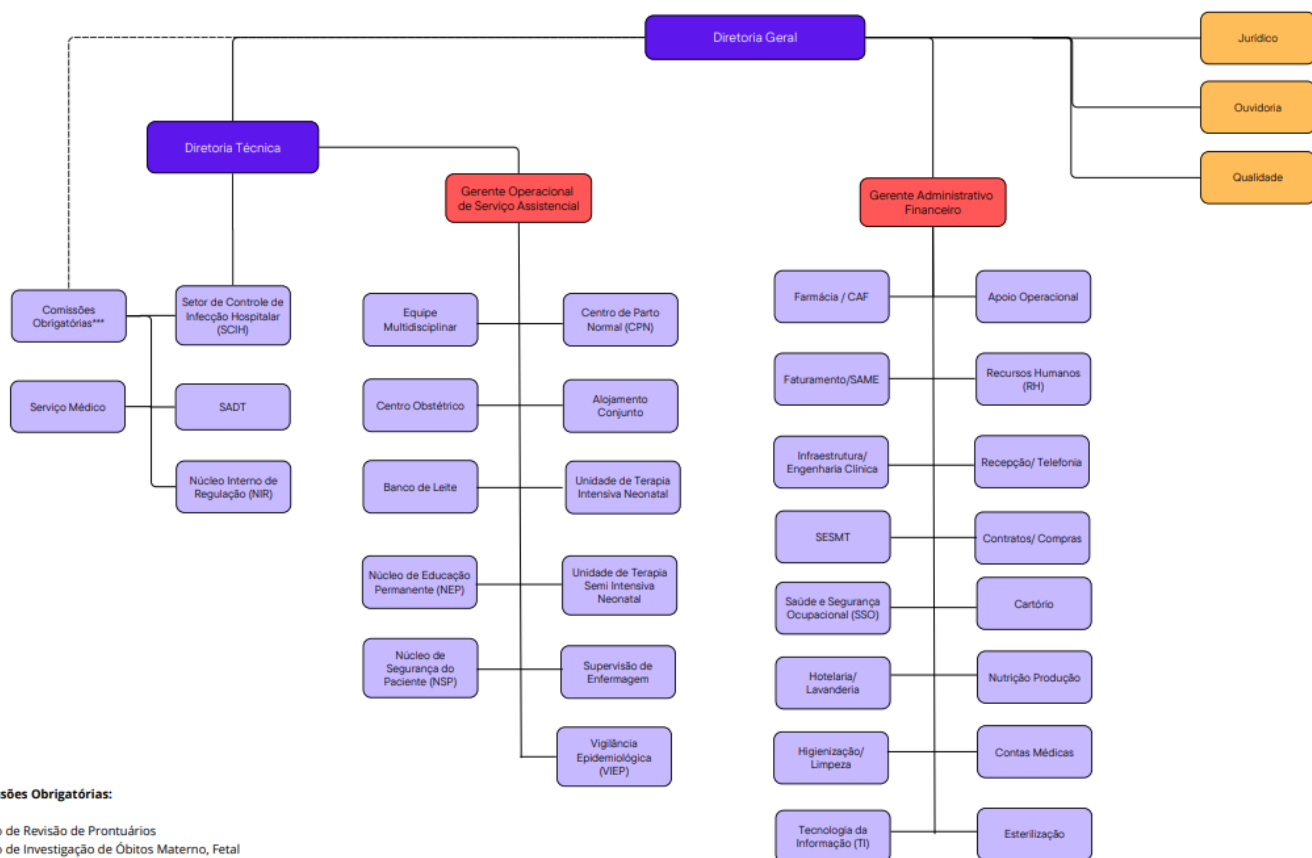 Diretoria Geral
Jurídico
Ouvidoria
Qualidade
Diretoria Técnica
Gerente Operacional
de Serviço Assistencial
Gerente Administrativo
Financeiro
Comissões
Obrigatórias***
Setor de Controle de
Infecção Hospitalar
(SCIH)
Serviço Médico
SADT
Núcleo Interno de
Regulação (NIR)
Equipe
Multidisciplinar
Centro de Parto
Normal (CPN)
Centro Obstétrico
Alojamento
Conjunto
Banco de Leite
Unidade de Terapia
Intensiva Neonatal
Núcleo de Educação
Permanente (NEP)
Unidade de Terapia
Semi Intensiva
Neonatal
Núcleo de
Segurança do
Paciente (NSP)
Supervisão de
Enfermagem
Vigilância
Epidemiológica
(VIEP)
Farmácia / CAF
Apoio Operacional
Faturamento/SAME
Recursos Humanos
(RH)
Infraestrutura/
Engenharia Clínica
Recepção/ Telefonia
SESMT
Contratos/ Compras
Saúde e Segurança
Ocupacional (SSO)
Cartório
Hotelaria/
Lavanderia
Nutrição Produção
Higienização/
Limpeza
Contas Médicas
Tecnologia da
Informação (TI)
Esterilização
sões Obrigatórias:
o de Revisão de Prontuários
o de Investigação de Óbitos Materno, Fetal